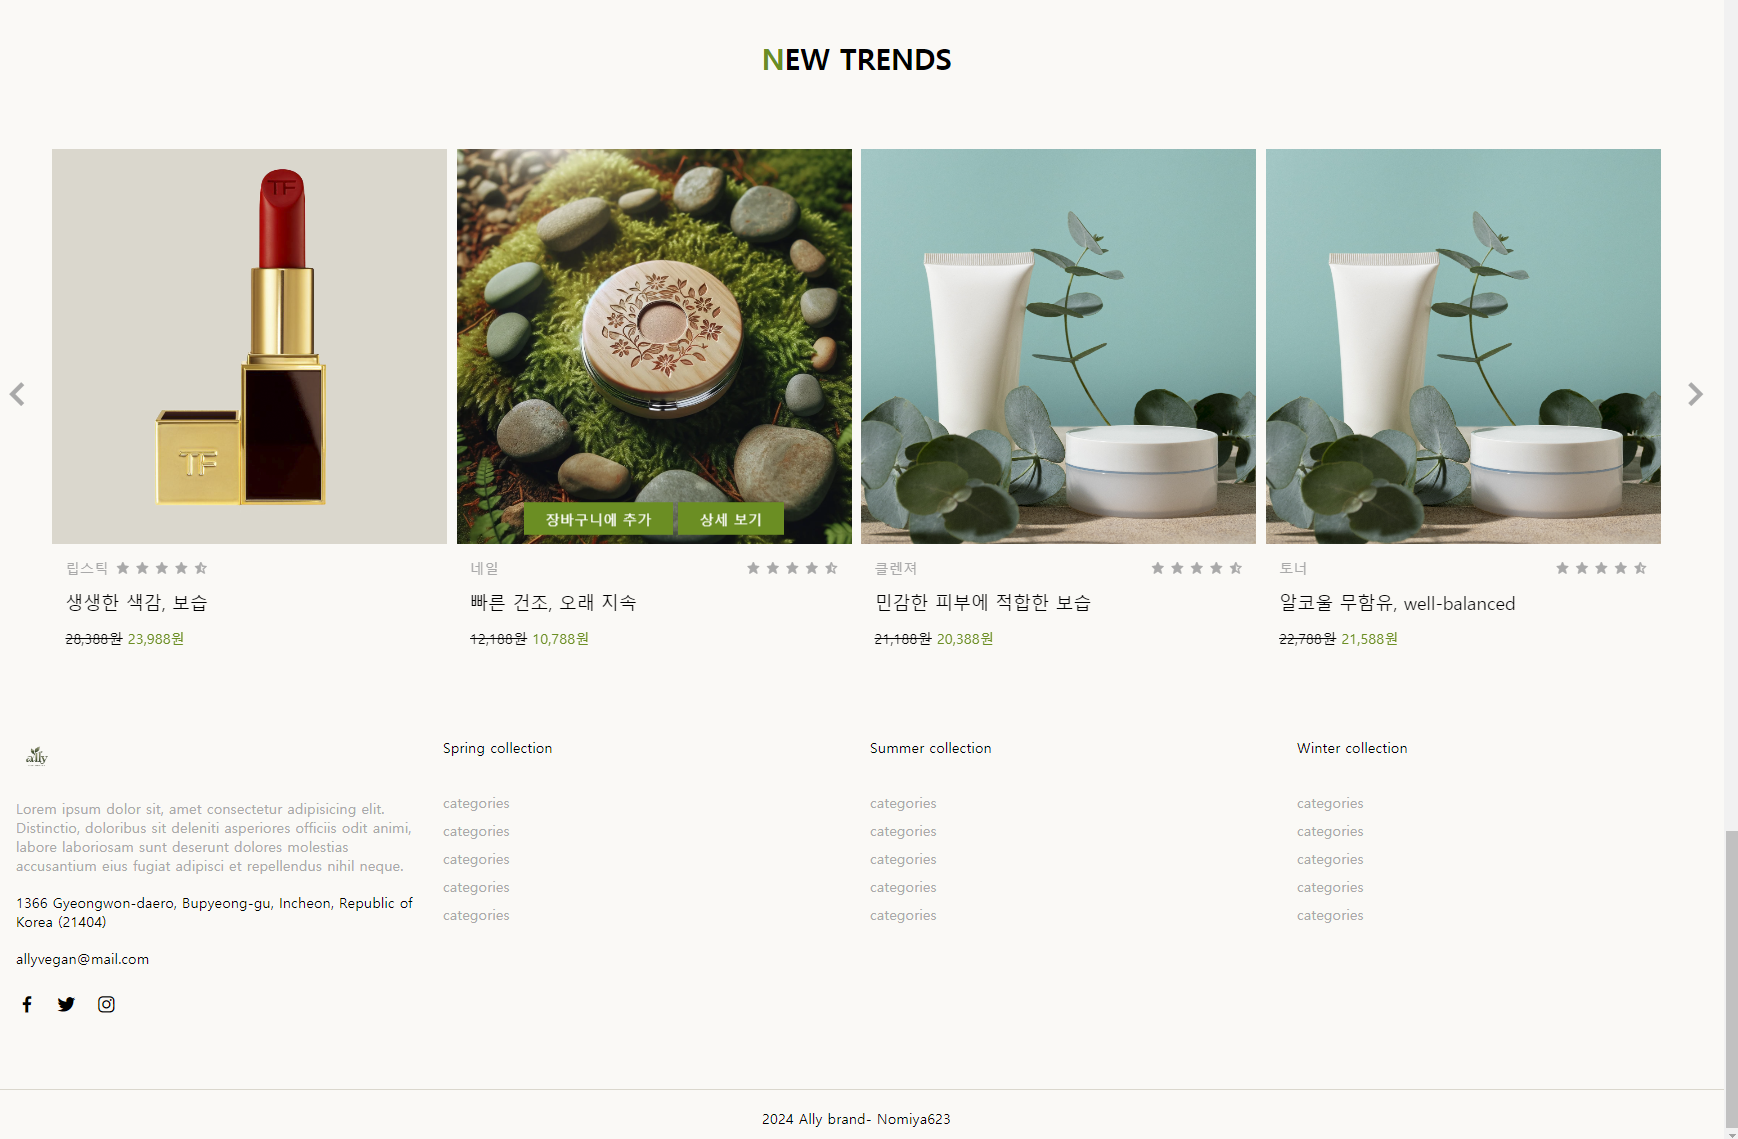 NEW TRENDS
TF
TF
장바구니에 추가 상세 보기
립스틱
생생한 색감, 보습
28,388원 23,988원
네일
빠른 건조, 오래 지속
12,188원 10,788원
클렌져
민감한 피부에 적합한 보습
21,188원 20,388원
토너
알코올 무함유, well-balanced
22,788원 21,588원
ally
Lorem ipsum dolor sit, amet consectetur adipisicing elit.
Distinctio, doloribus sit deleniti asperiores officiis odit animi,
labore laboriosam sunt deserunt dolores molestias
accusantium eius fugiat adipisci et repellendus nihil neque.
1366 Gyeongwon-daero, Bupyeong-gu, Incheon, Republic of
Korea (21404)
allyvegan@mail.com
Spring collection
categories
categories
categories
categories
categories
Summer collection
categories
categories
categories
categories
categories
Winter collection
categories
categories
categories
categories
categories
2024 Ally brand- Nomiya623